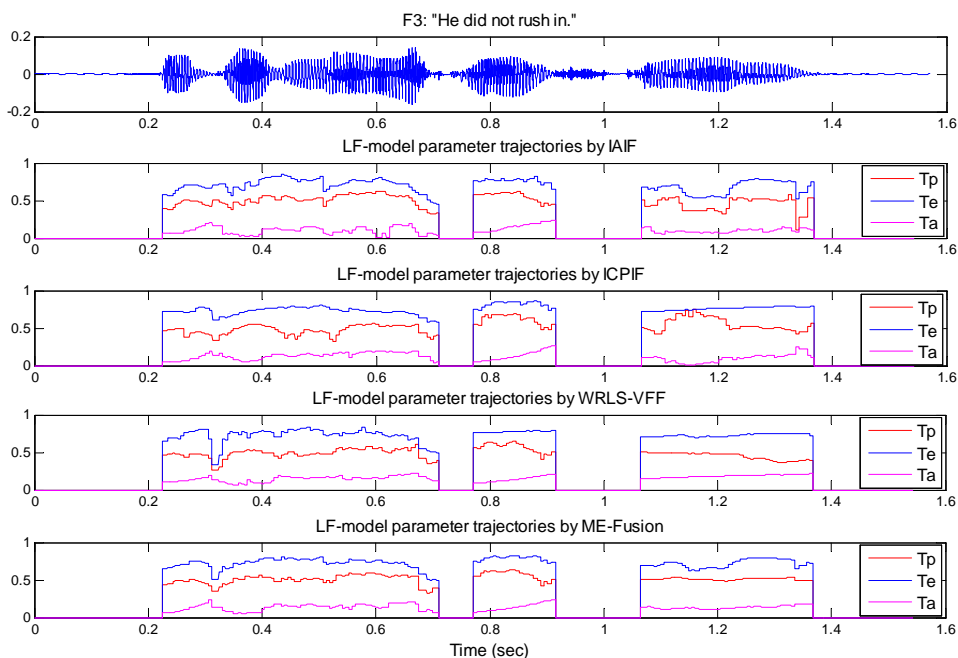 F3: "He did not rush in."
0.2
0
-0.2
0 0.2 0.4 0.6 0.8 1 1.2 1.4 1.6
LF-model parameter trajectories by IAIF
1
0.5
0
Tp
Te
Ta
0 0.2 0.4 0.6 0.8 1 1.2 1.4 1.6
LF-model parameter trajectories by ICPIF
1
0.5
0
Tp
Te
Ta
0 0.2 0.4 0.6 0.8 1 1.2 1.4 1.6
LF-model parameter trajectories by WRLS-VFF
1
0.5
0
Tp
Te
Ta
0 0.2 0.4 0.6 0.8 1 1.2 1.4 1.6
LF-model parameter trajectories by ME-Fusion
1
0.5
0
Tp
Te
Ta
0 0.2 0.4 0.6 0.8 1 1.2 1.4 1.6
Time (sec)